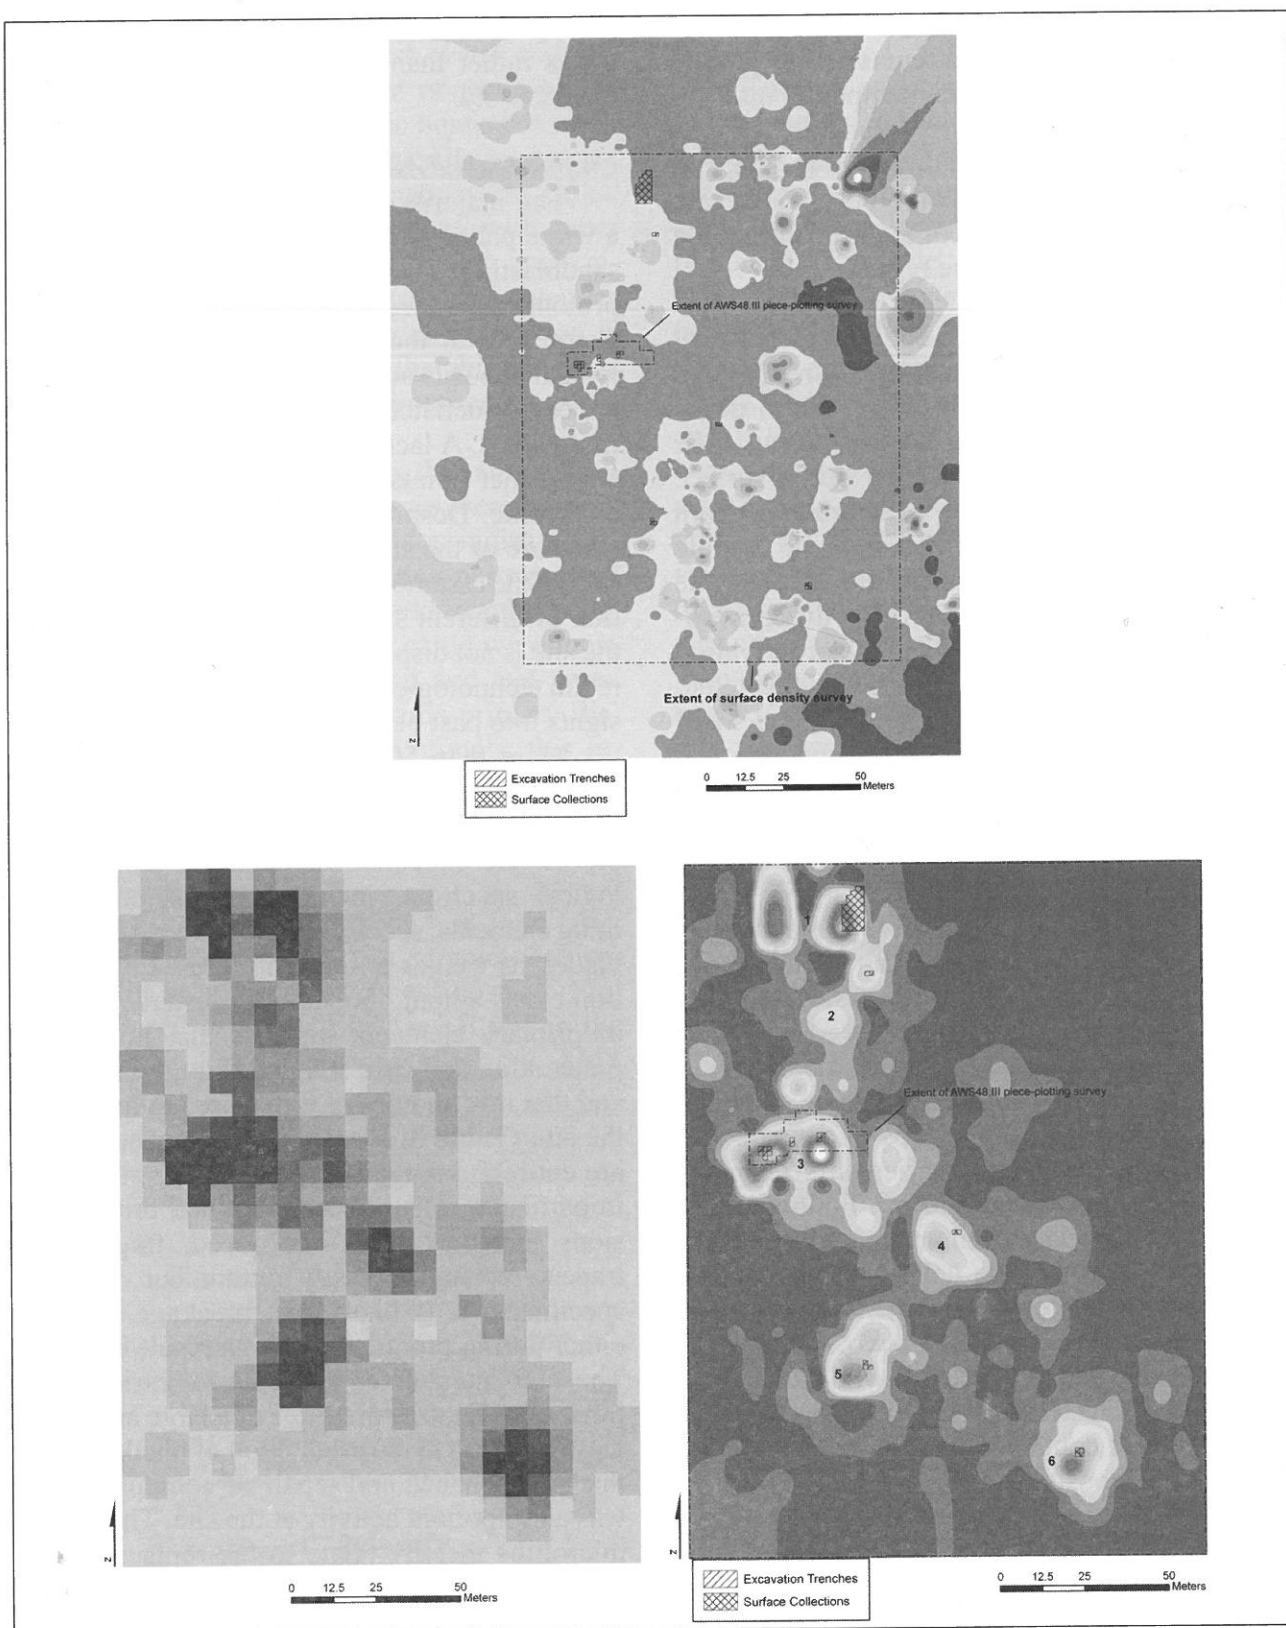 Extent of AWS48.III piece-plotting survey
Extent of surface density survey
N
Excavation Trenches
Surface Collections
0 12.5 25 50
Meters
1
2
Extent of AWS48.III piece-plotting survey
3
4
5
6
N
0 12.5 25 50
Meters
N
Excavation Trenches
Surface Collections
0 12.5 25 50
Meters